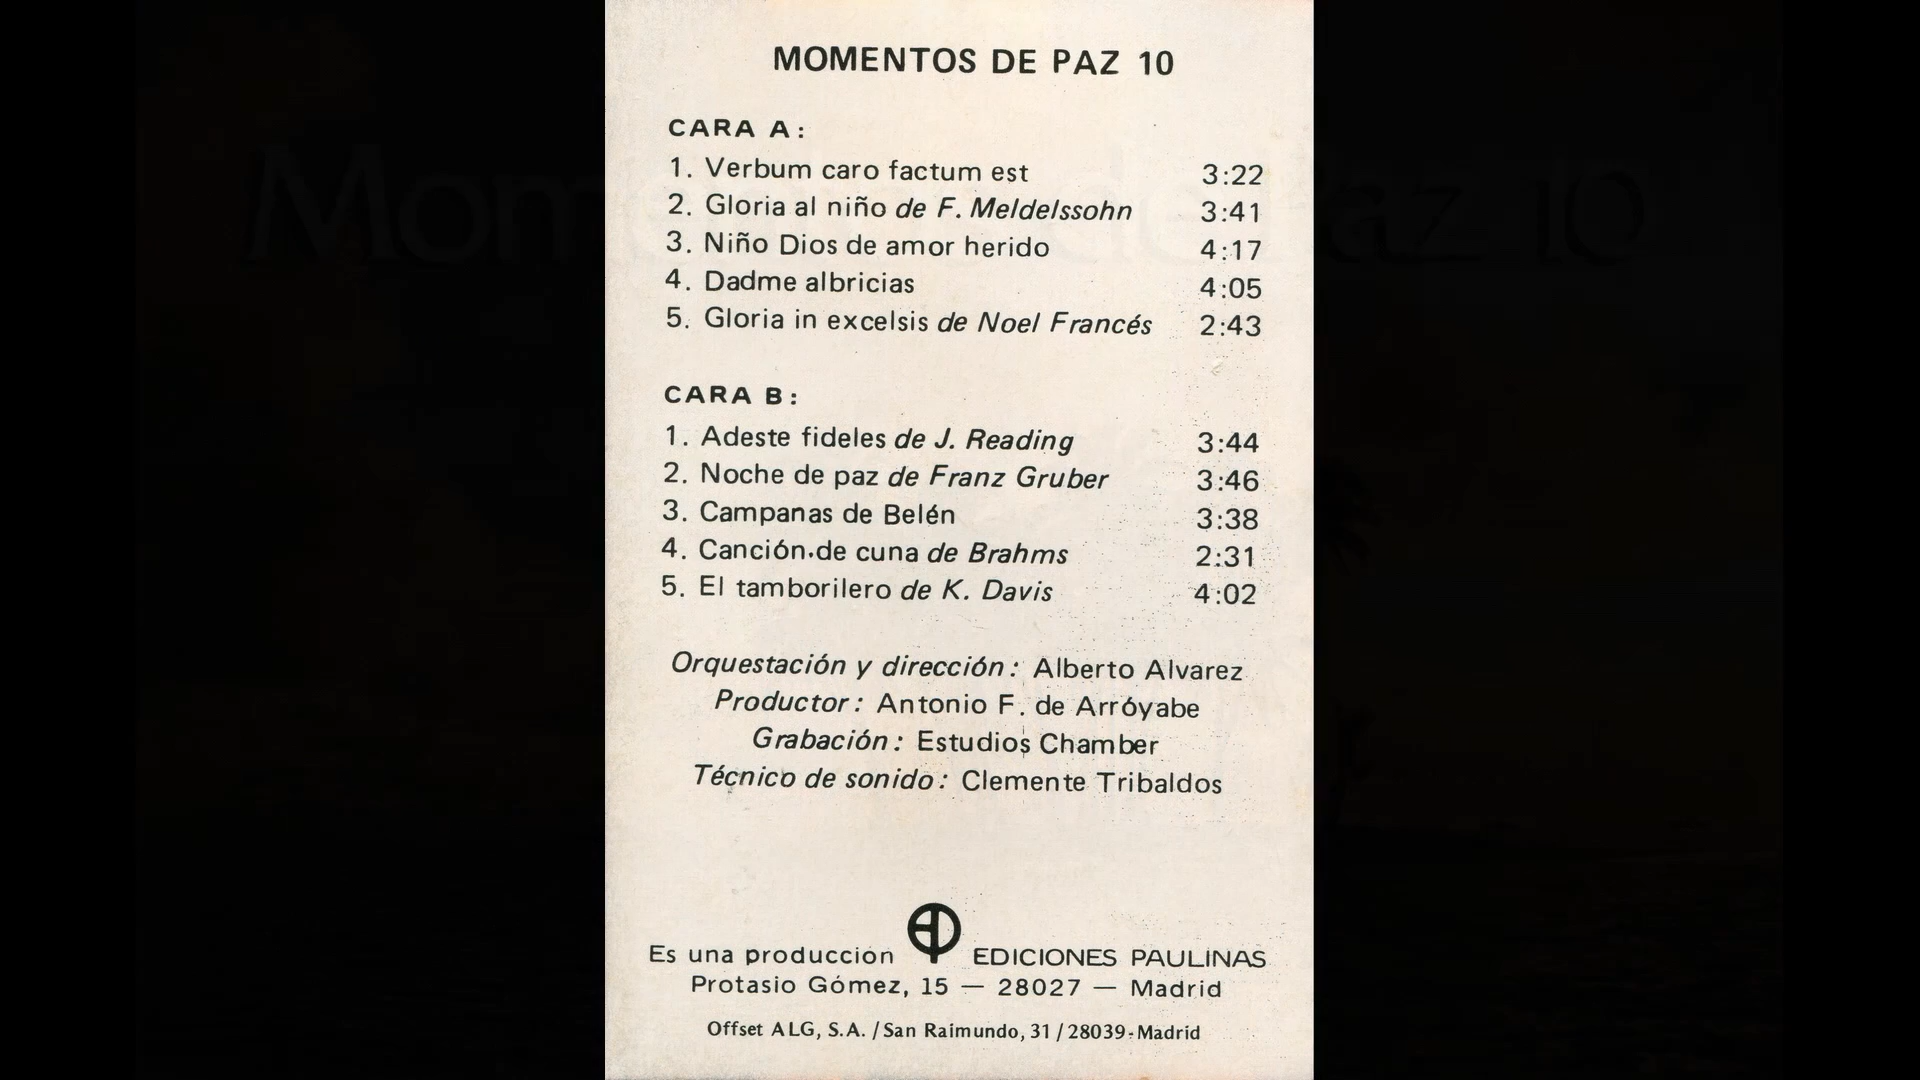 MOMENTOS DE PAZ 10
CARA A:
1. Verbum caro factum est 3:22
2. Gloria al niño de F. Meldelssohn 3:41
3. Niño Dios de amor herido 4:17
4. Dadme albricias 4:05
5. Gloria in excelsis de Noel Francés 2:43
CARA B:
1. Adeste fideles de J. Reading 3:44
2. Noche de paz de Franz Gruber 3:46
3. Campanas de Belén 3:38
4. Canción.de cuna de Brahms 2:31
5. El tamborilero de K. Davis 4:02
Orquestación y dirección: Alberto Alvarez
Productor: Antonio F. de Arróyabe
Grabación: Estudios Chamber
Técnico de sonido: Clemente Tribaldos
Es una producción EP EDICIONES PAULINAS
Protasio Gómez, 15 — 28027 — Madrid
Offset ALG, S.A. / San Raimundo, 31 / 28039-Madrid